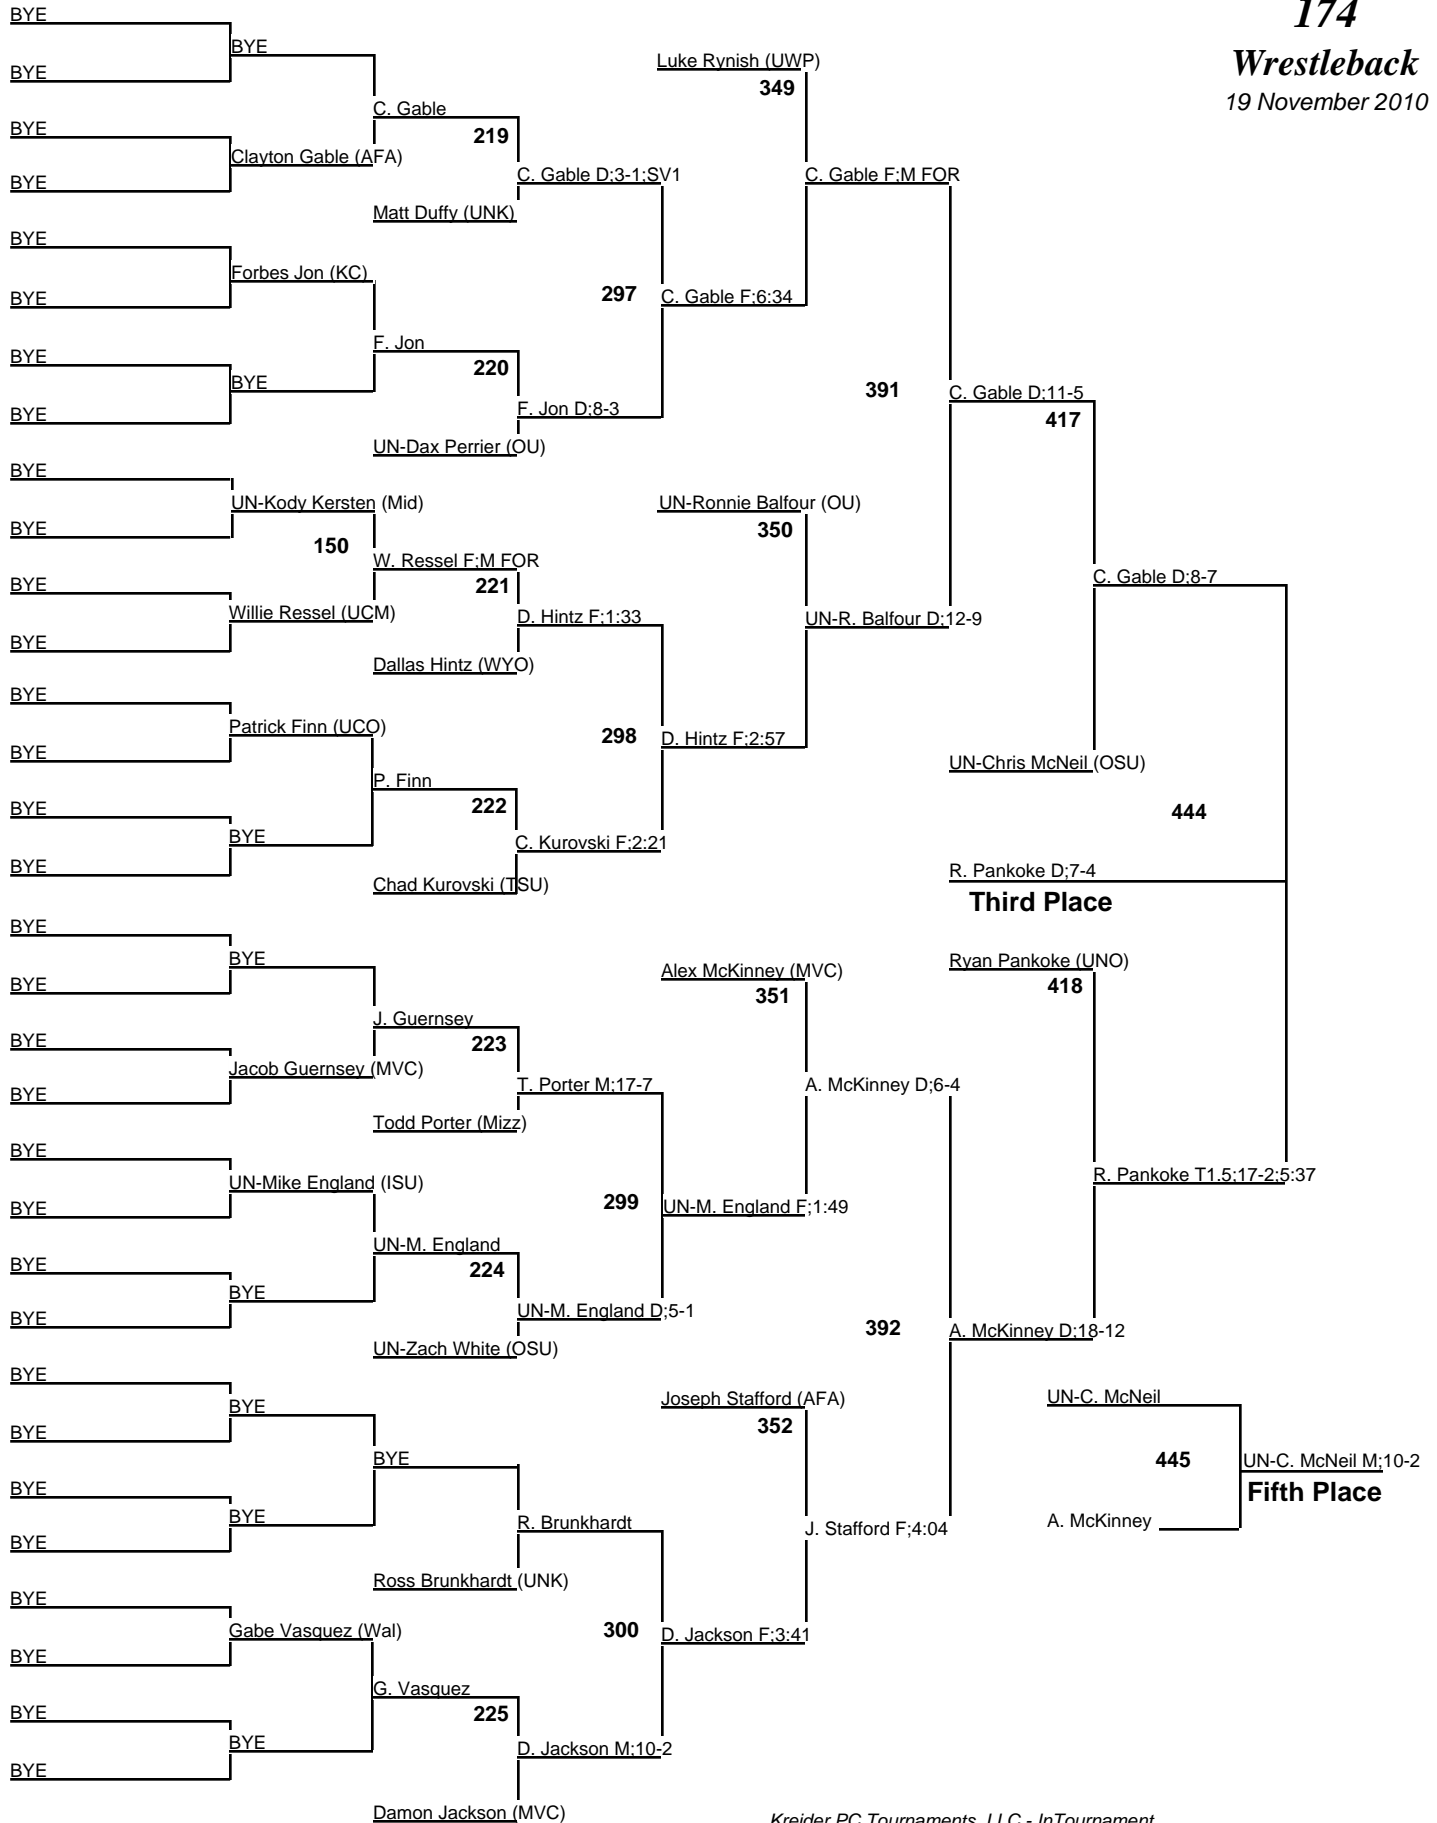 174
Wrestleback
19 November 2010
BYE
BYE
BYE
Luke Rynish (UWP)
349
C. Gable
219
BYE
Clayton Gable (AFA)
BYE
C. Gable D;3-1;SV1
C. Gable F;M FOR
Matt Duffy (UNK)
BYE
Forbes Jon (KC)
BYE
297
C. Gable F;6:34
F. Jon
220
BYE
BYE
391
C. Gable D;11-5
417
BYE
F. Jon D;8-3
UN-Dax Perrier (OU)
BYE
UN-Kody Kersten (Mid)
UN-Ronnie Balfour (OU)
350
BYE
150
W. Ressel F;M FOR
221
C. Gable D;8-7
BYE
Willie Ressel (UCM)
D. Hintz F;1:33
UN-R. Balfour D;12-9
BYE
Dallas Hintz (WYO)
BYE
Patrick Finn (UCO)
298
D. Hintz F;2:57
BYE
UN-Chris McNeil (OSU)
P. Finn
222
BYE
444
BYE
C. Kurovski F;2:21
BYE
Chad Kurovski (TSU)
R. Pankoke D;7-4
Third Place
BYE
BYE
BYE
Alex McKinney (MVC)
351
Ryan Pankoke (UNO)
418
J. Guernsey
223
BYE
Jacob Guernsey (MVC)
BYE
T. Porter M;17-7
A. McKinney D;6-4
Todd Porter (Mizz)
BYE
UN-Mike England (ISU)
R. Pankoke T1.5;17-2;5:37
BYE
299
UN-M. England F;1:49
UN-M. England
224
BYE
BYE
BYE
UN-M. England D;5-1
392
A. McKinney D;18-12
UN-Zach White (OSU)
BYE
BYE
BYE
Joseph Stafford (AFA)
352
UN-C. McNeil
BYE
445
UN-C. McNeil M;10-2
Fifth Place
BYE
BYE
BYE
R. Brunkhardt
J. Stafford F;4:04
A. McKinney
Ross Brunkhardt (UNK)
BYE
Gabe Vasquez (Wal)
BYE
300
D. Jackson F;3:41
G. Vasquez
225
BYE
BYE
BYE
D. Jackson M;10-2
Damon Jackson (MVC)
Kreider PC Tournaments, LLC - InTournament